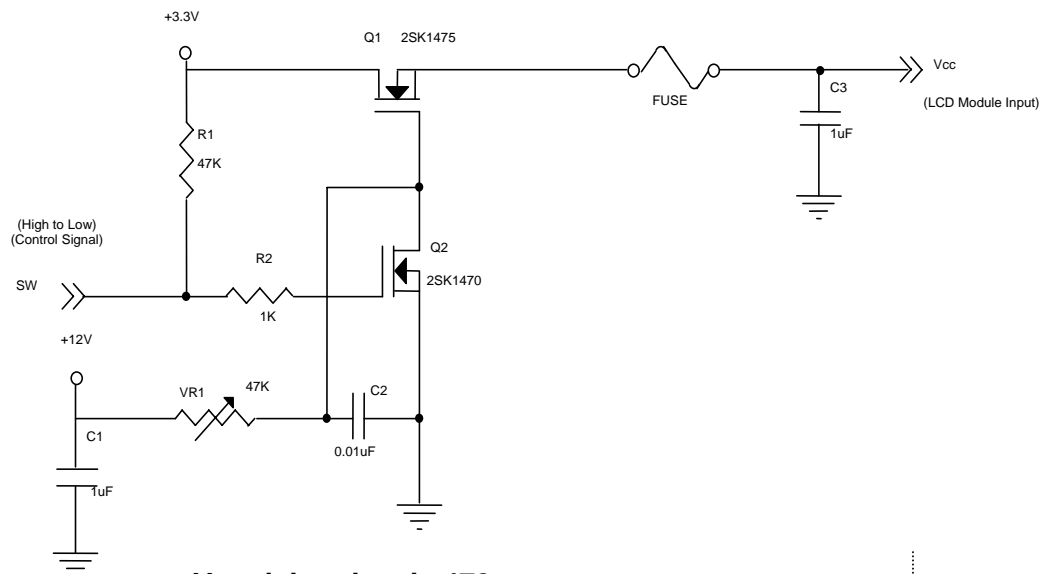 +3.3V
Q1 2SK1475
Vcc
C3
FUSE
(LCD Module Input)
1uF
R1
47K
(High to Low)
(Control Signal)
Q2
R2
2SK1470
SW
1K
+12V
VR1
47K
C2
C1
0.01uF
1uF